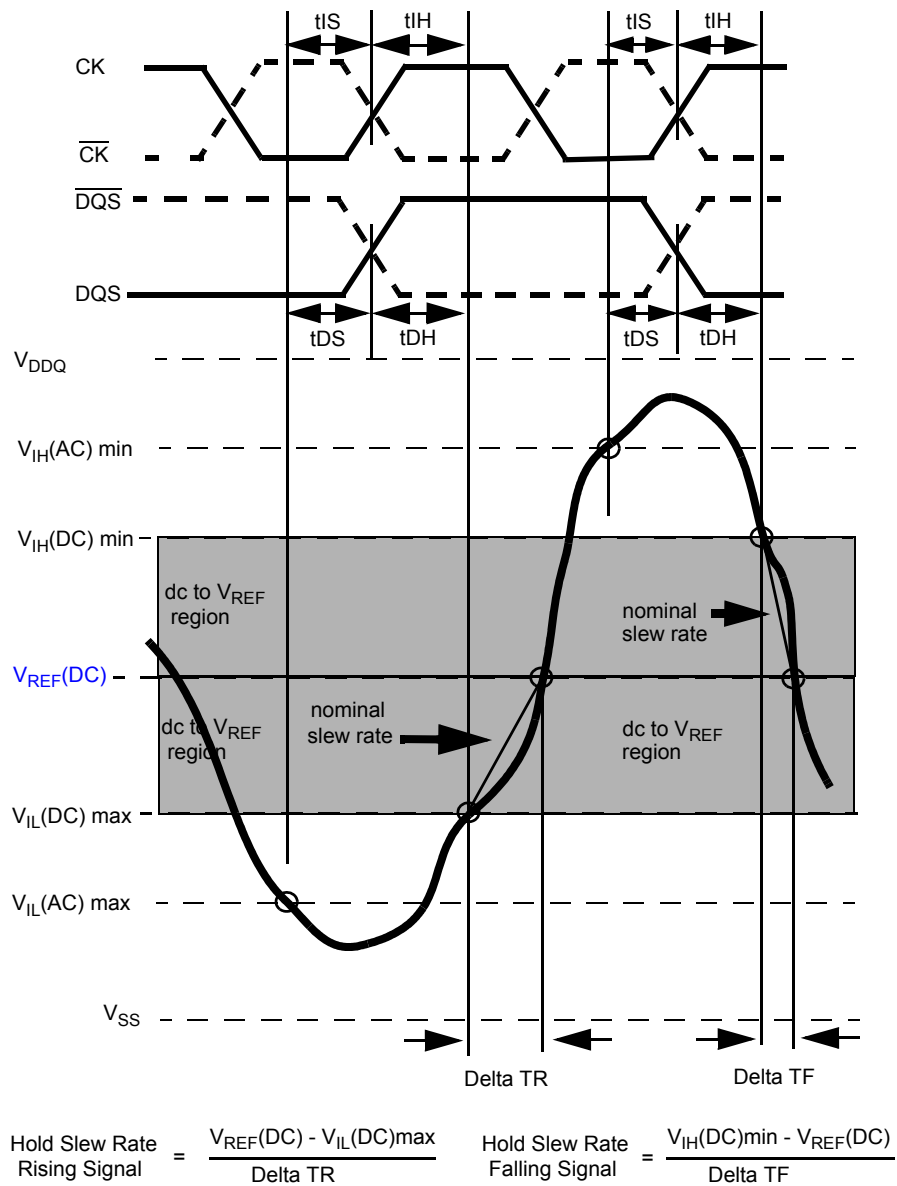 tIS tIH tIS tIH
CK
CK
DQS
DQS
tDS tDH tDS tDH
VDDQ
VIH(AC) min
VIH(DC) min
dc to VREF
region
nominal
slew rate
VREF(DC)
dc to VREF
region
nominal
slew rate
dc to VREF
region
VIL(DC) max
VIL(AC) max
VSS
Delta TR Delta TF
Hold Slew Rate
Rising Signal
=
VREF(DC) - VIL(DC)max
Delta TR
Hold Slew Rate
Falling Signal
=
VIH(DC)min - VREF(DC)
Delta TF